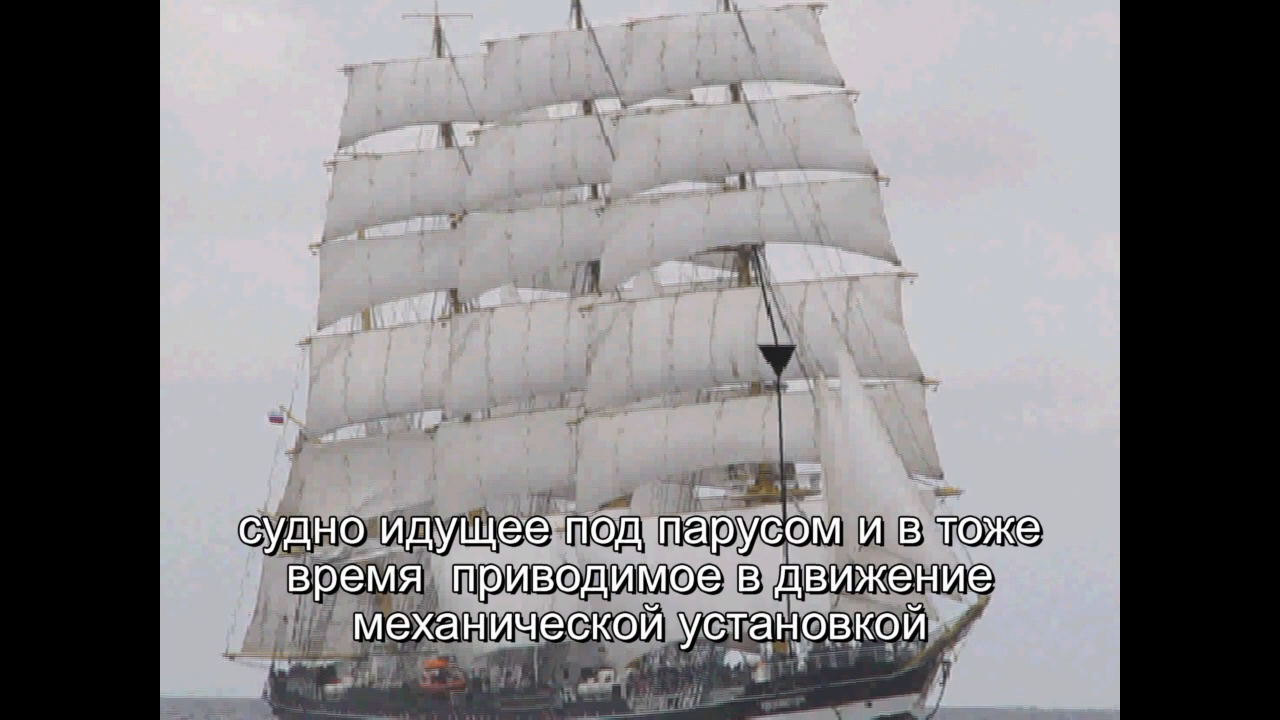 судно идущее под парусом и в тоже
время приводимое в движение
механической установкой